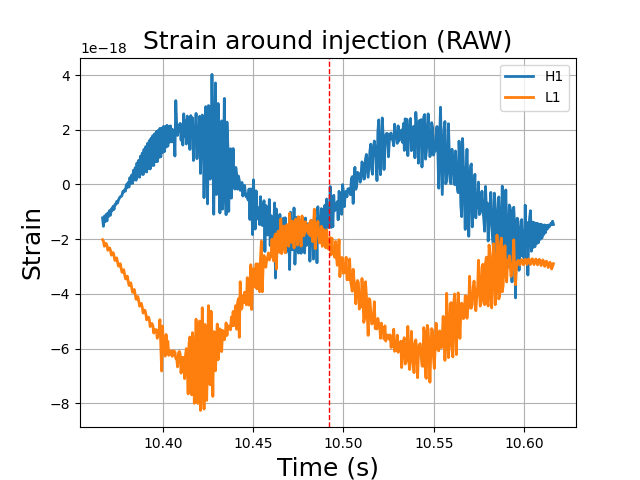 Strain around injection (RAW)
1e−18
H1
L1
4
2
0
−2
−4
−6
−8
Strain
10.40 10.45 10.50 10.55 10.60
Time (s)